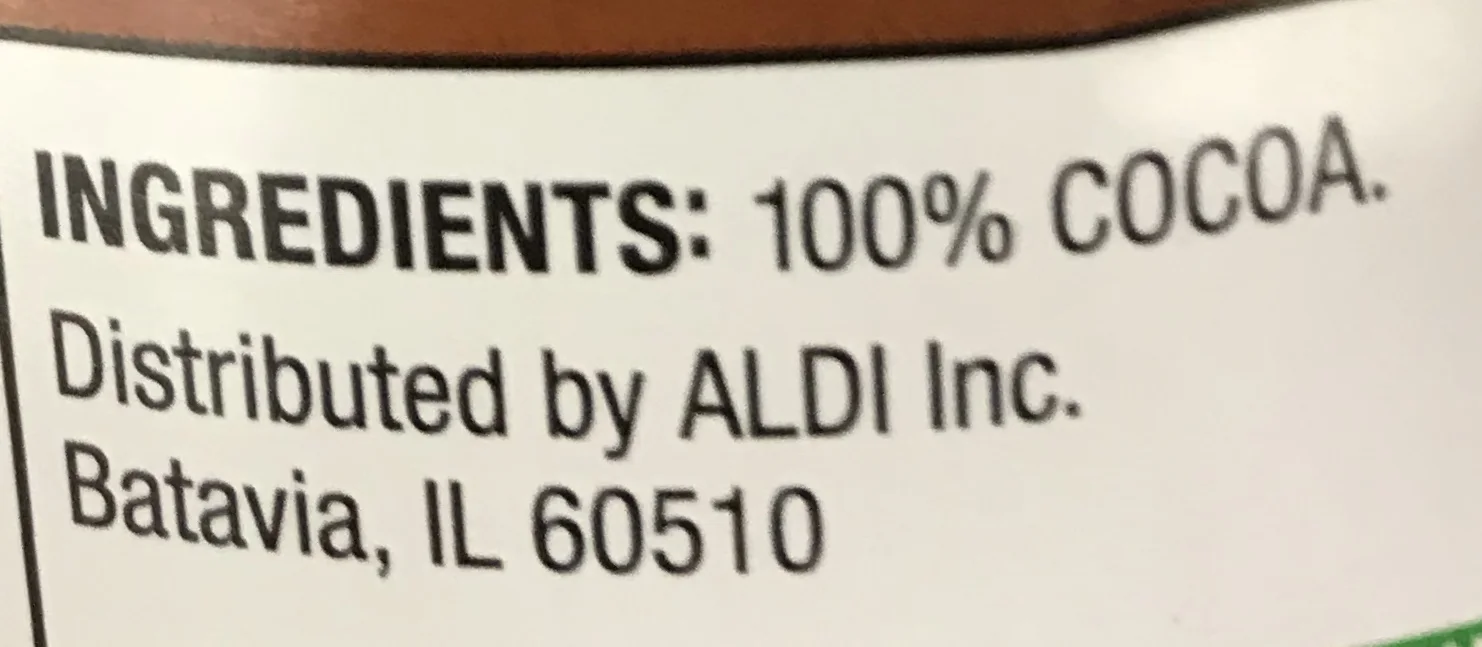 INGREDIENTS: 100% COCOA.
Distributed by ALDI Inc.
Batavia, IL 60510